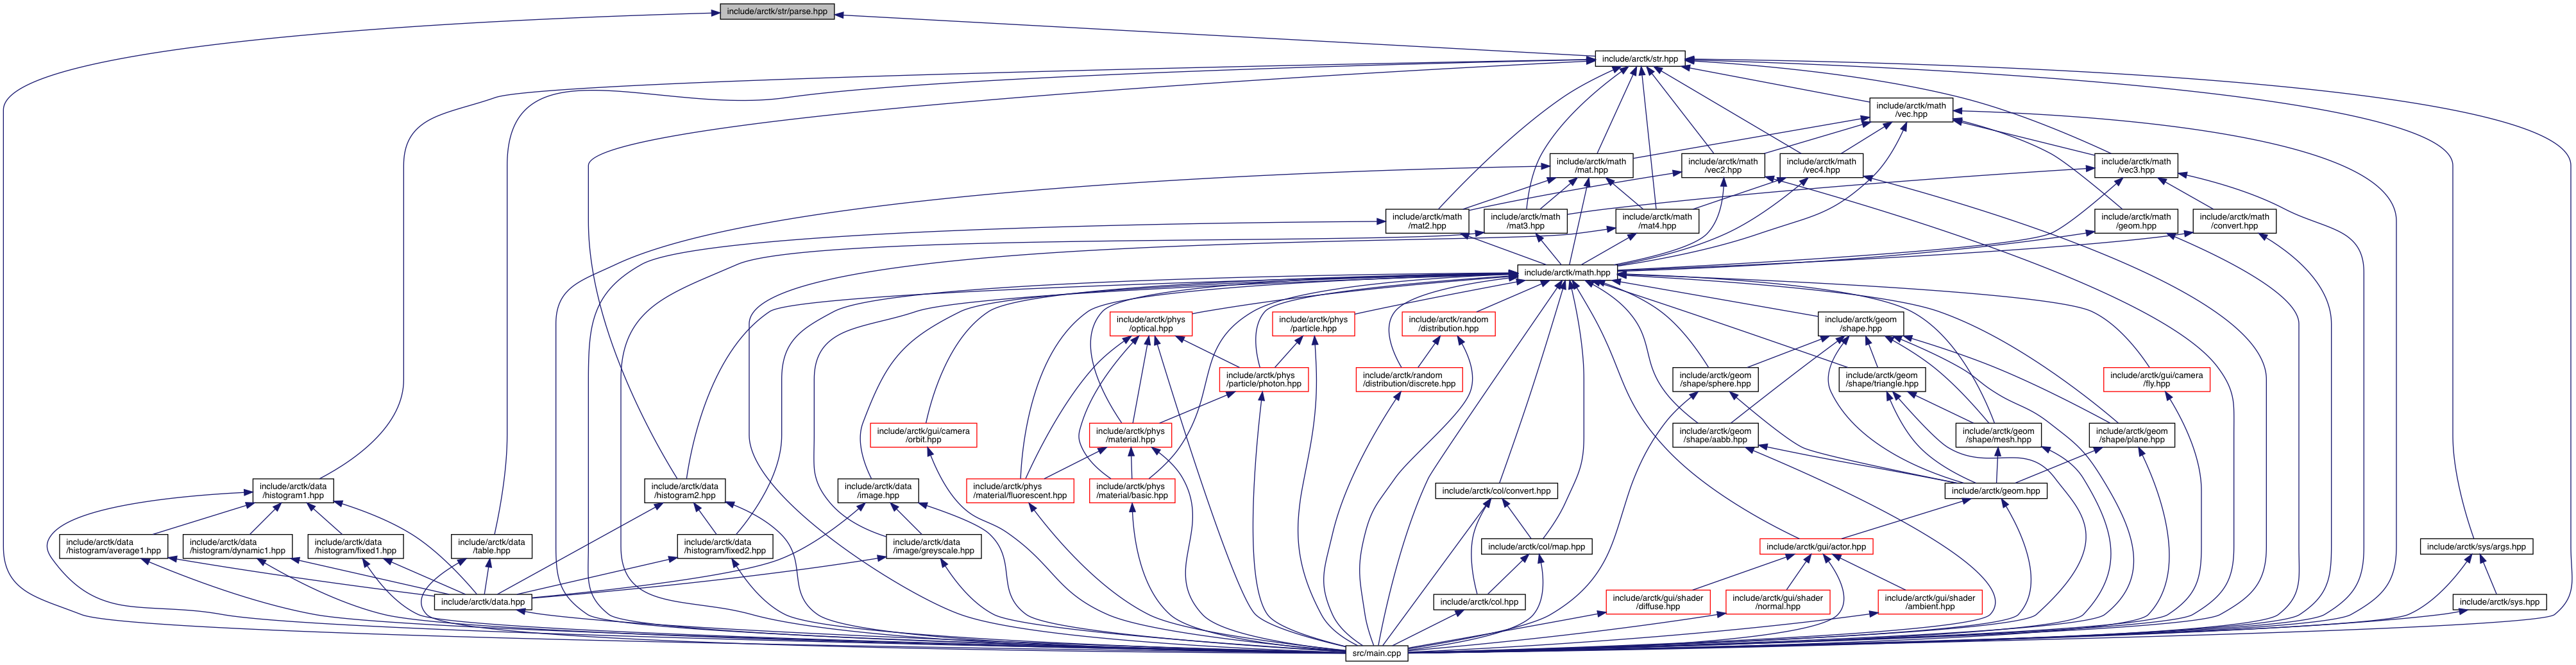 include/arctk/str/parse.hpp
include/arctk/str.hpp
include/arctk/math
/vec.hpp
include/arctk/math
/mat.hpp
include/arctk/math
/vec2.hpp
include/arctk/math
/vec4.hpp
include/arctk/math
/vec3.hpp
include/arctk/math
/mat2.hpp
include/arctk/math
/mat3.hpp
include/arctk/math
/mat4.hpp
include/arctk/math
/geom.hpp
include/arctk/math
/convert.hpp
include/arctk/math.hpp
include/arctk/phys
/optical.hpp
include/arctk/phys
/particle.hpp
include/arctk/random
/distribution.hpp
include/arctk/geom
/shape.hpp
include/arctk/phys
/particle/photon.hpp
include/arctk/random
/distribution/discrete.hpp
include/arctk/geom
/shape/sphere.hpp
include/arctk/geom
/shape/triangle.hpp
include/arctk/gui/camera
/fly.hpp
include/arctk/gui/camera
/orbit.hpp
include/arctk/phys
/material.hpp
include/arctk/geom
/shape/aabb.hpp
include/arctk/geom
/shape/mesh.hpp
include/arctk/geom
/shape/plane.hpp
include/arctk/data
/histogram1.hpp
include/arctk/data
/histogram2.hpp
include/arctk/data
/image.hpp
include/arctk/phys
/material/fluorescent.hpp
include/arctk/phys
/material/basic.hpp
include/arctk/col/convert.hpp
include/arctk/geom.hpp
include/arctk/data
/histogram/average1.hpp
include/arctk/data
/histogram/dynamic1.hpp
include/arctk/data
/histogram/fixed1.hpp
include/arctk/data
/table.hpp
include/arctk/data
/histogram/fixed2.hpp
include/arctk/data
/image/greyscale.hpp
include/arctk/col/map.hpp
include/arctk/gui/actor.hpp
include/arctk/sys/args.hpp
include/arctk/data.hpp
include/arctk/col.hpp
include/arctk/gui/shader
/diffuse.hpp
include/arctk/gui/shader
/normal.hpp
include/arctk/gui/shader
/ambient.hpp
include/arctk/sys.hpp
src/main.cpp